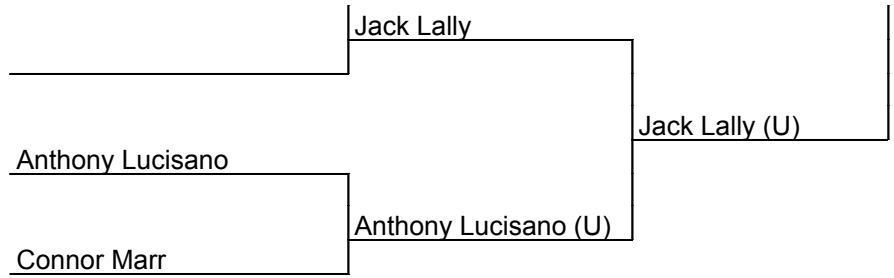 Jack Lally
Jack Lally (U)
Anthony Lucisano
Anthony Lucisano (U)
Connor Marr